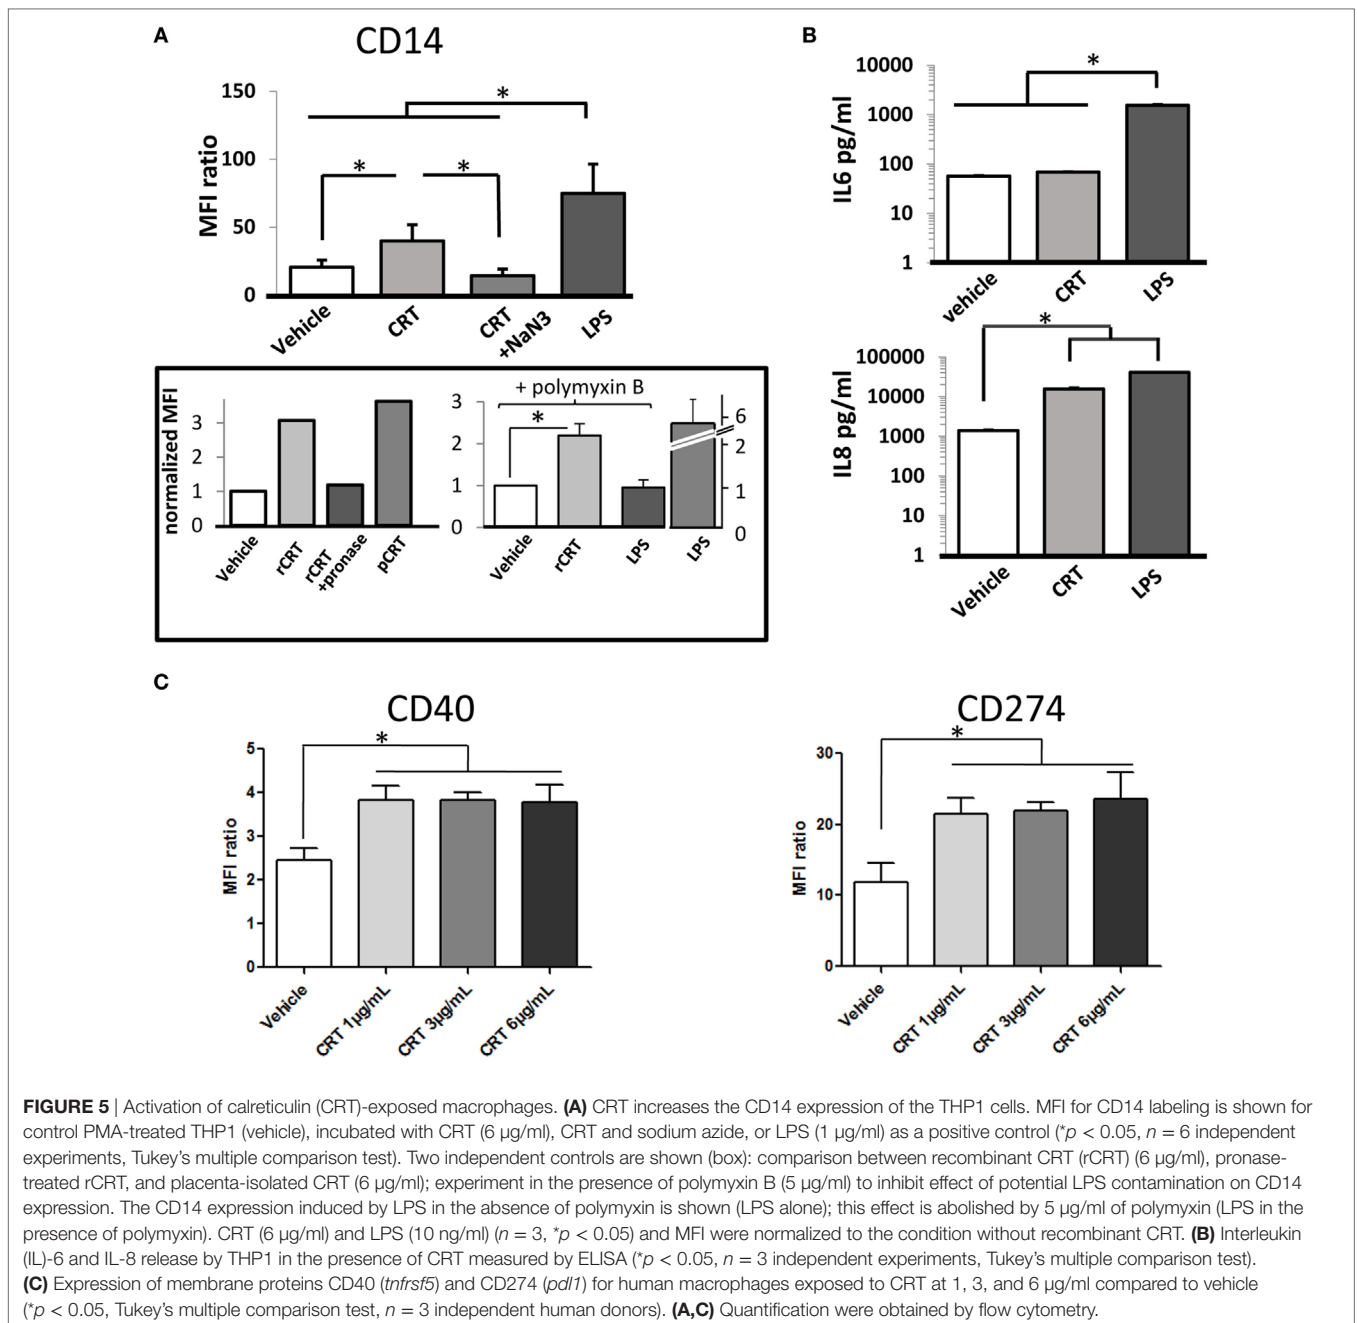 A
CD14
MFI ratio
150
100
50
0
*
*
*
Vehicle
CRT
CRT
+NaN3
LPS
normalized MFI
3
2
1
0
Vehicle
rCRT
rCRT
+pronase
pCRT
+ polymyxin B
3
2
1
0
*
6
2
1
0
Vehicle
rCRT
LPS
LPS
B
IL6 pg/ml
10000
1000
100
10
1
*
vehicle
CRT
LPS
IL8 pg/ml
100000
10000
1000
100
10
1
*
Vehicle
CRT
LPS
C
CD40
MFI ratio
5
4
3
2
1
0
*
Vehicle
CRT 1µg/mL
CRT 3µg/mL
CRT 6µg/mL
CD274
MFI ratio
30
20
10
0
*
Vehicle
CRT 1µg/mL
CRT 3µg/mL
CRT 6µg/mL
FIGURE 5 | Activation of calreticulin (CRT)-exposed macrophages. (A) CRT increases the CD14 expression of the THP1 cells. MFI for CD14 labeling is shown for
control PMA-treated THP1 (vehicle), incubated with CRT (6 µg/ml), CRT and sodium azide, or LPS (1 µg/ml) as a positive control (*p < 0.05, n = 6 independent
experiments, Tukey's multiple comparison test). Two independent controls are shown (box): comparison between recombinant CRT (rCRT) (6 µg/ml), pronase-
treated rCRT, and placenta-isolated CRT (6 µg/ml); experiment in the presence of polymyxin B (5 µg/ml) to inhibit effect of potential LPS contamination on CD14
expression. The CD14 expression induced by LPS in the absence of polymyxin is shown (LPS alone); this effect is abolished by 5 µg/ml of polymyxin (LPS in the
presence of polymyxin). CRT (6 µg/ml) and LPS (10 ng/ml) (n = 3, *p < 0.05) and MFI were normalized to the condition without recombinant CRT. (B) Interleukin
(IL)-6 and IL-8 release by THP1 in the presence of CRT measured by ELISA (*p < 0.05, n = 3 independent experiments, Tukey's multiple comparison test).
(C) Expression of membrane proteins CD40 (tnfrsf5) and CD274 (pdl1) for human macrophages exposed to CRT at 1, 3, and 6 µg/ml compared to vehicle
(*p < 0.05, Tukey's multiple comparison test, n = 3 independent human donors). (A,C) Quantification were obtained by flow cytometry.